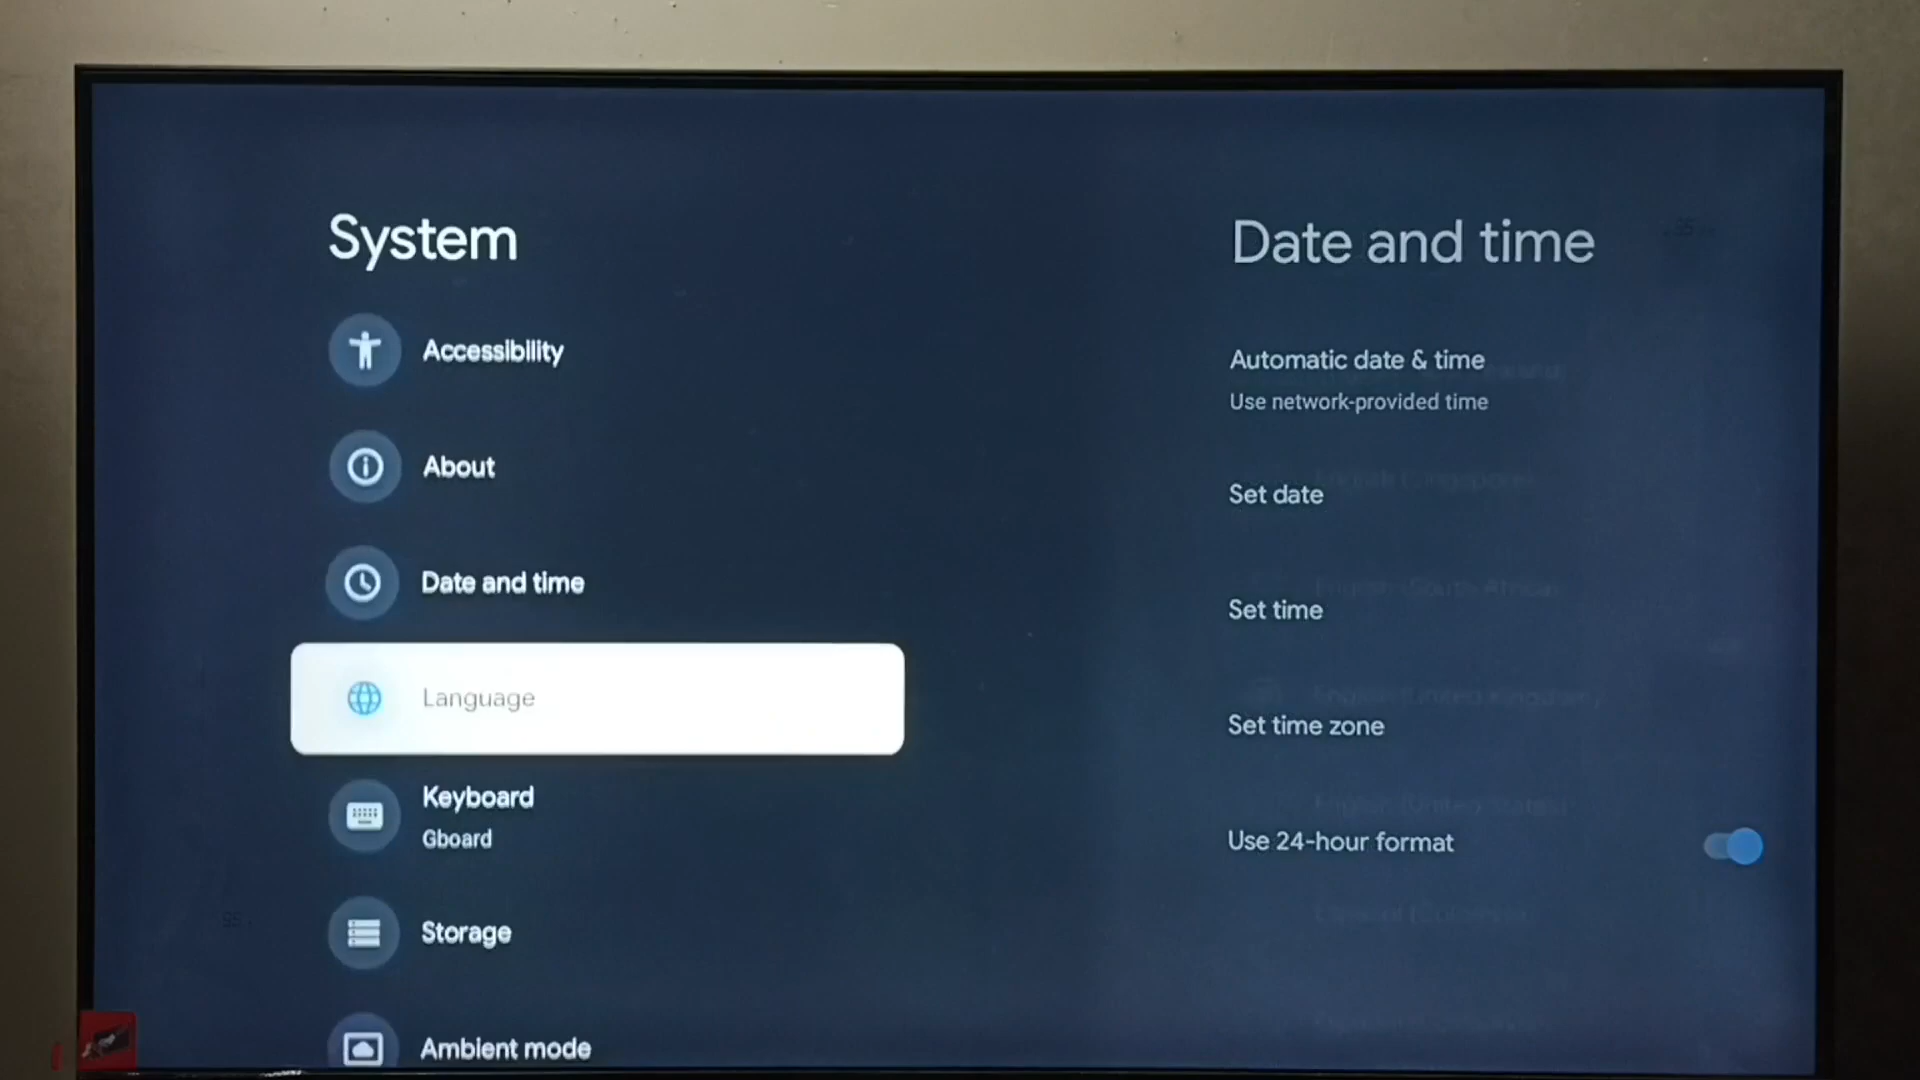 System
Accessibility
About
Date and time
Language
Keyboard
Gboard
Storage
Ambient mode
Date and time
Automatic date & time
Use network-provided time
Set date
Set time
Set time zone
Use 24-hour format